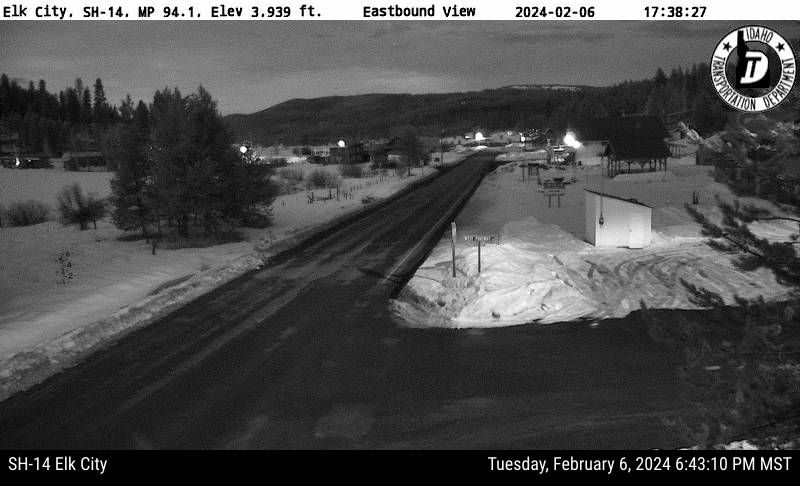 Elk City, SH-14, MP 94.1, Elev 3,939 ft. Eastbound View 2024-02-06 17:38:27
IDAHO
TRANSPORTATION DEPARTMENT
SH-14 Elk City Tuesday, February 6, 2024 6:43:10 PM MST